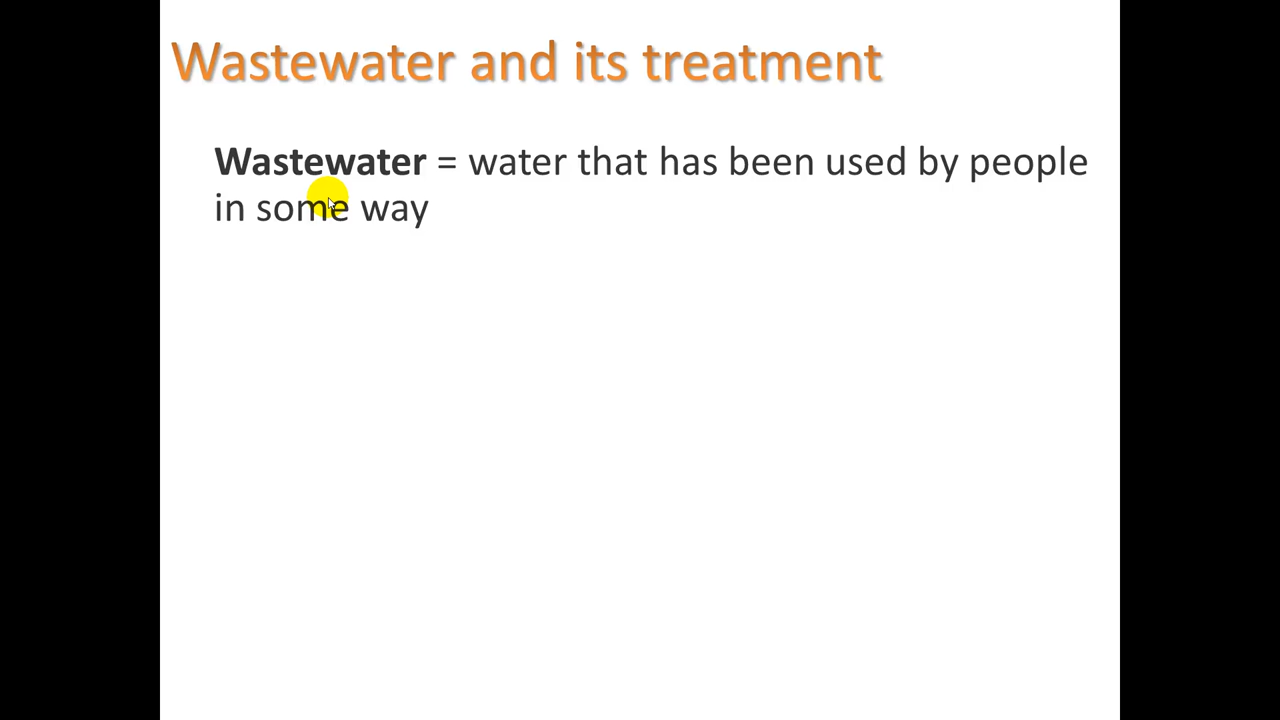 Wastewater and its treatment
Wastewater = water that has been used by people
in some way